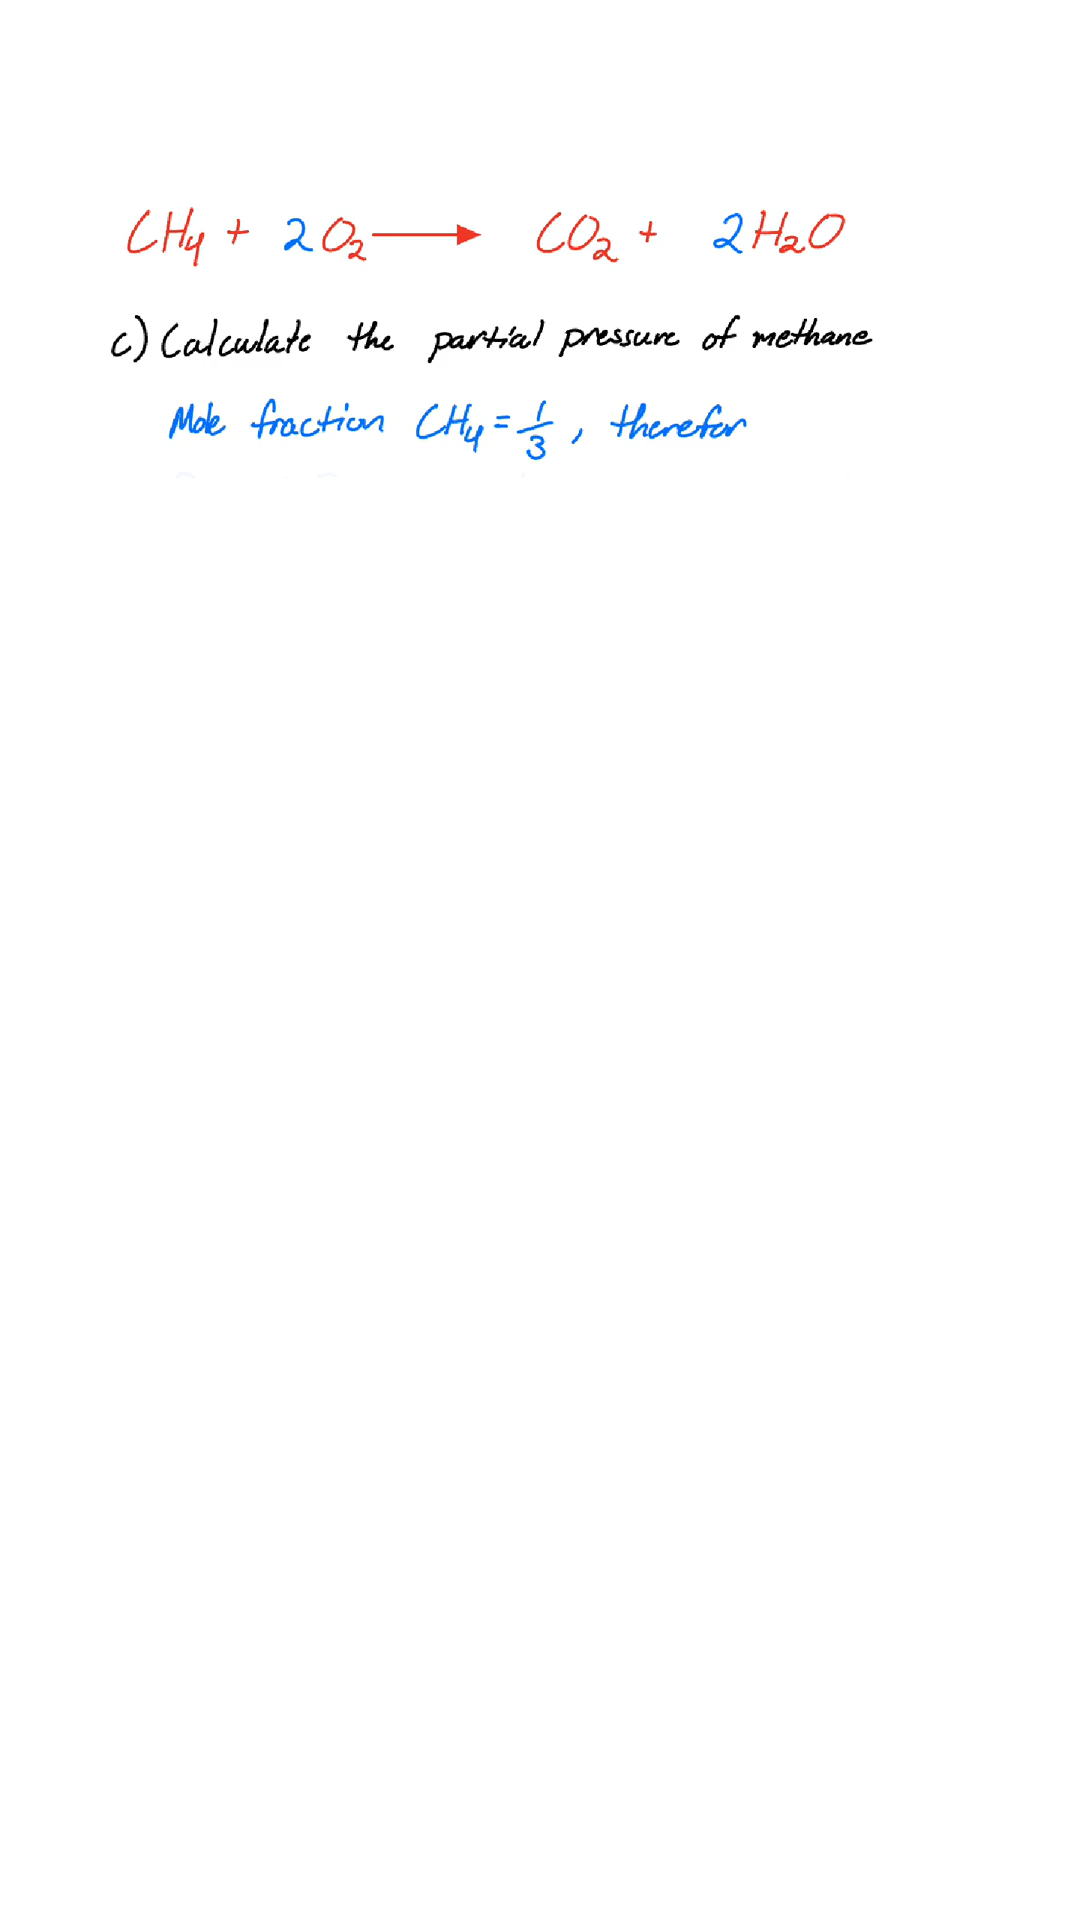 CH₄ + 2O₂ → CO₂ + 2H₂O
c) Calculate the partial pressure of methane
Mole fraction CH₄ = 1/3, therefor